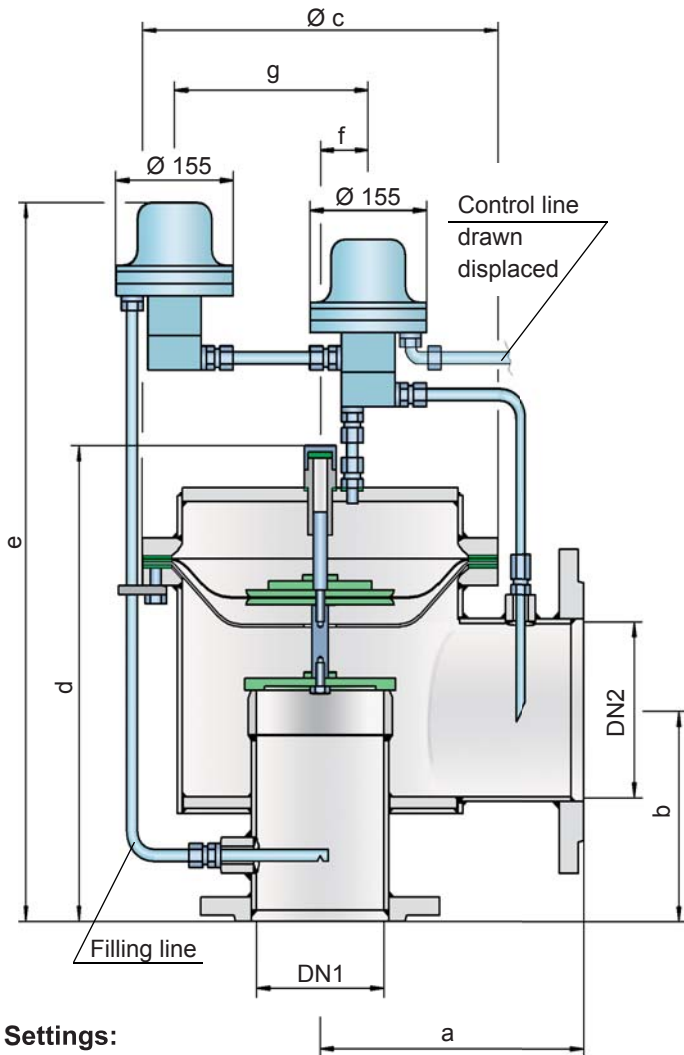 Ø c
g
f
Ø 155
Ø 155
Control line
drawn
displaced
e
d
DN2
b
Filling line
DN1
Settings:
a